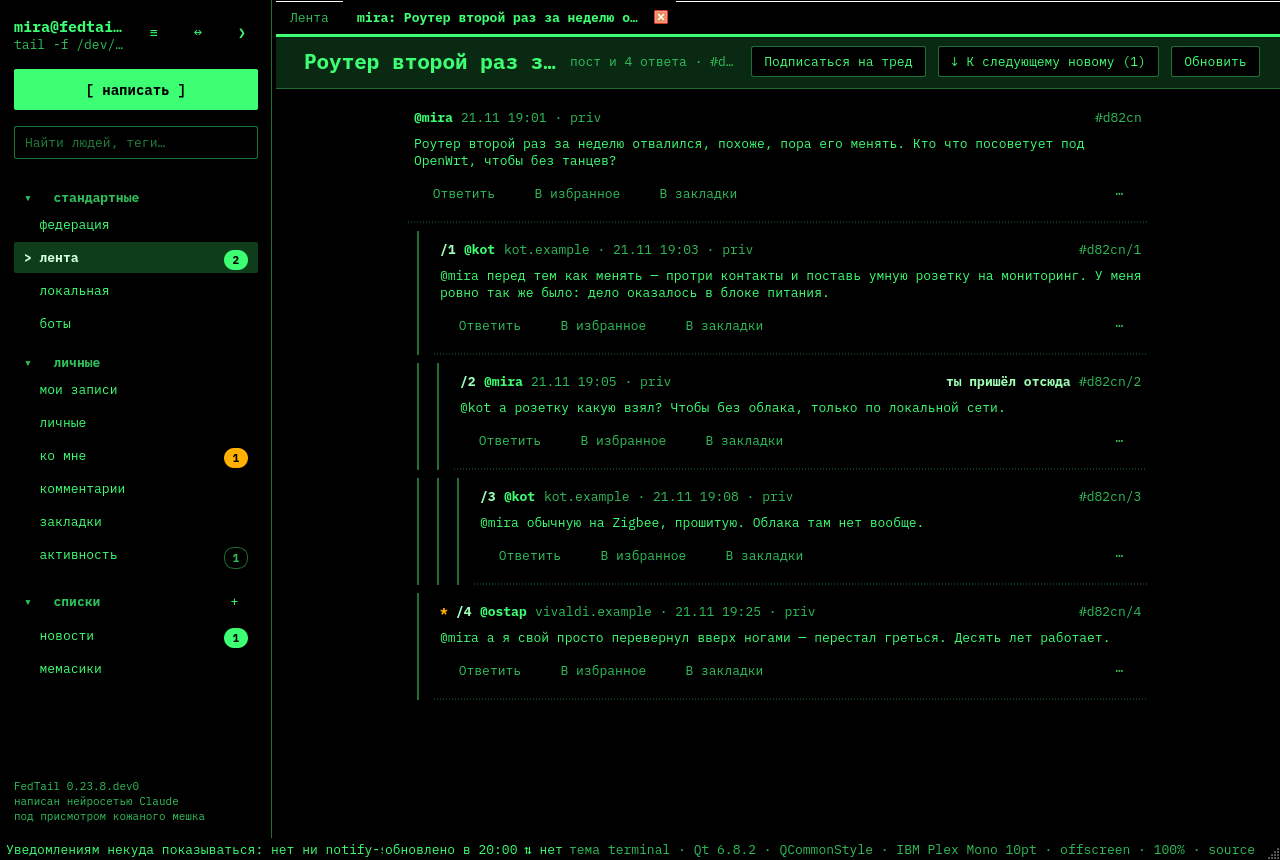 mira@fedtai… ≡ ⇔ ❯
tail -f /dev/…
[ написать ]
Найти людей, теги…
▾ стандартные
федерация
> лента 2
локальная
боты
▾ личные
мои записи
личные
ко мне 1
комментарии
закладки
активность 1
▾ списки +
новости 1
мемасики
FedTail 0.23.8.dev0
написан нейросетью Claude
под присмотром кожаного мешка
Лента
mira: Роутер второй раз за неделю о…
Роутер второй раз з… пост и 4 ответа · #d…
Подписаться на тред
↓ К следующему новому (1)
Обновить
@mira 21.11 19:01 · priv #d82cn
Роутер второй раз за неделю отвалился, похоже, пора его менять. Кто что посоветует под
OpenWrt, чтобы без танцев?
Ответить В избранное В закладки …
/1 @kot kot.example · 21.11 19:03 · priv #d82cn/1
@mira перед тем как менять — протри контакты и поставь умную розетку на мониторинг. У меня
ровно так же было: дело оказалось в блоке питания.
Ответить В избранное В закладки …
/2 @mira 21.11 19:05 · priv ты пришёл отсюда #d82cn/2
@kot а розетку какую взял? Чтобы без облака, только по локальной сети.
Ответить В избранное В закладки …
/3 @kot kot.example · 21.11 19:08 · priv #d82cn/3
@mira обычную на Zigbee, прошитую. Облака там нет вообще.
Ответить В избранное В закладки …
* /4 @ostap vivaldi.example · 21.11 19:25 · priv #d82cn/4
@mira а я свой просто перевернул вверх ногами — перестал греться. Десять лет работает.
Ответить В избранное В закладки …
Уведомлениям некуда показываться: нет ни notify- обновлено в 20:00 ⇅ нет тема terminal · Qt 6.8.2 · QCommonStyle · IBM Plex Mono 10pt · offscreen · 100% · source